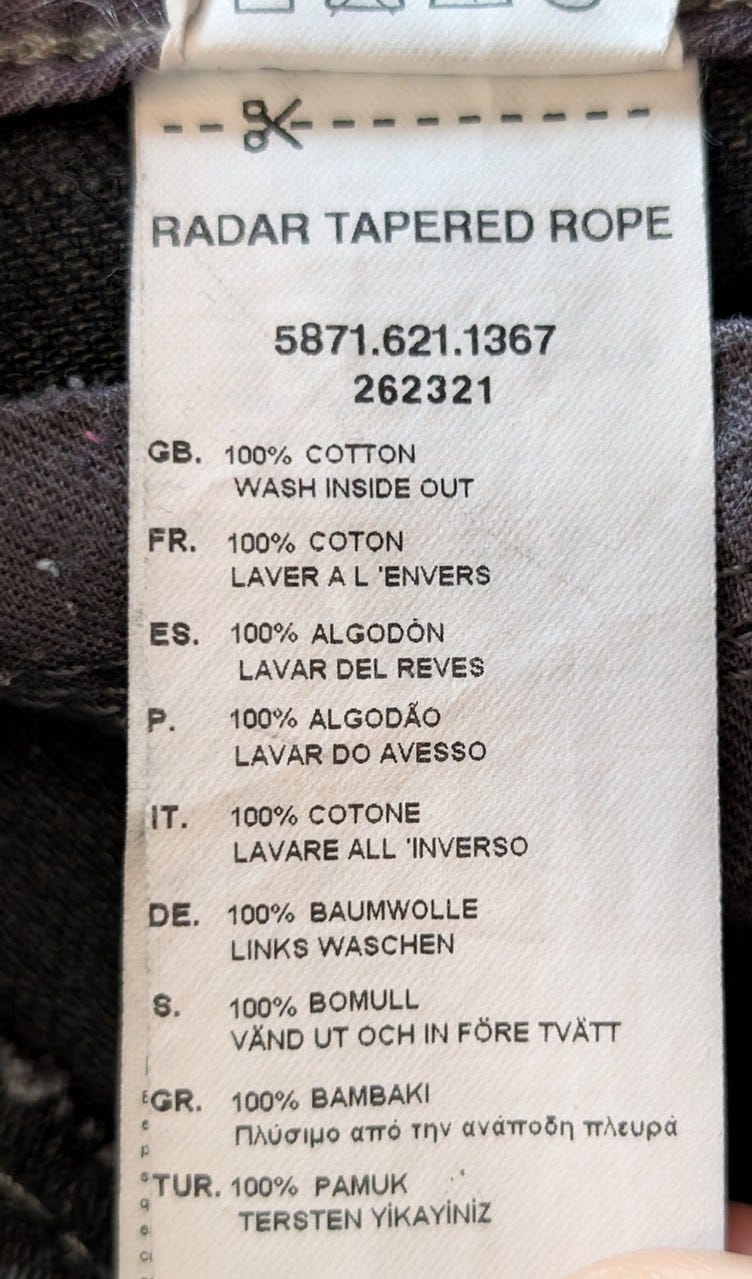 RADAR TAPERED ROPE
5871.621.1367
262321
GB. 100% COTTON
WASH INSIDE OUT
FR. 100% COTON
LAVER A L 'ENVERS
ES. 100% ALGODÓN
LAVAR DEL REVES
P. 100% ALGODÃO
LAVAR DO AVESSO
IT. 100% COTONE
LAVARE ALL 'INVERSO
DE. 100% BAUMWOLLE
LINKS WASCHEN
S. 100% BOMULL
VÄND UT OCH IN FÖRE TVÄTT
GR. 100% BAMBAKI
Πλύσιμο από την ανάποδη πλευρά
TUR. 100% PAMUK
TERSTEN YİKAYİNİZ